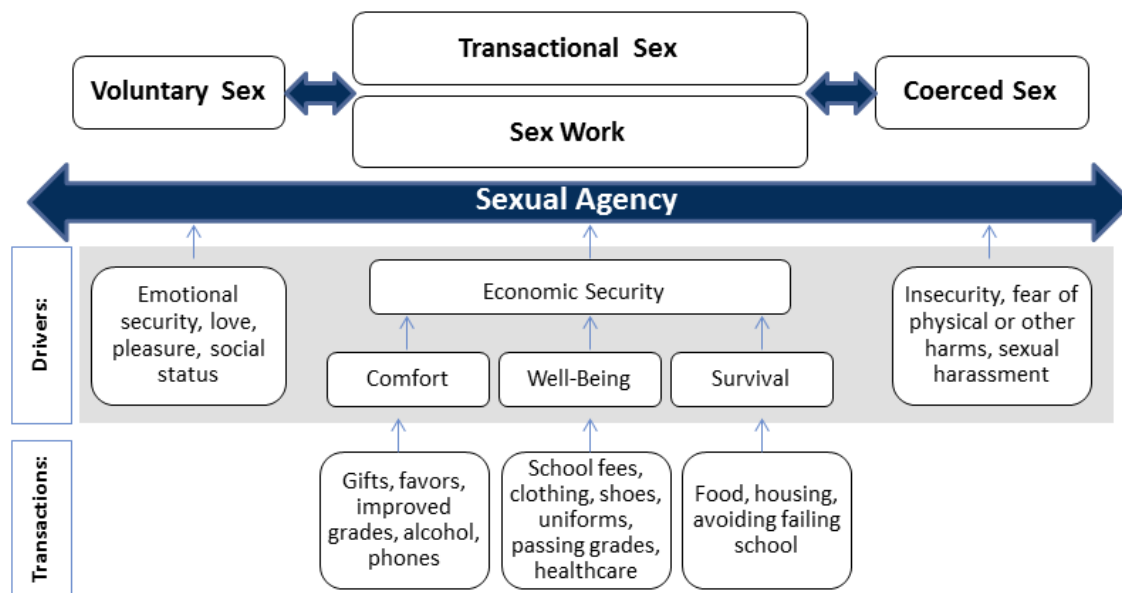 Transactional Sex
Voluntary Sex
Coerced Sex
Sex Work
Sexual Agency
Drivers:
Emotional
security, love,
pleasure, social
status
Economic Security
Insecurity, fear of
physical or other
harms, sexual
harassment
Comfort
Well-Being
Survival
Transactions:
Gifts, favors,
improved
grades, alcohol,
phones
School fees,
clothing, shoes,
uniforms,
passing grades,
healthcare
Food, housing,
avoiding failing
school